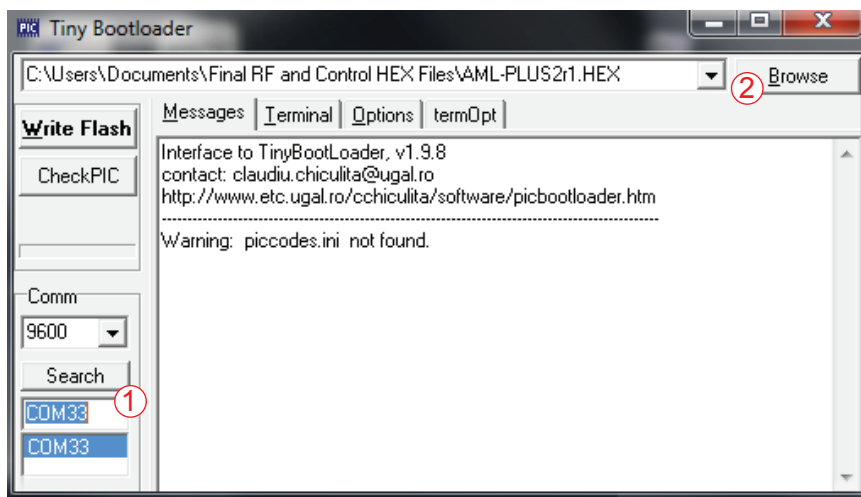 PIC Tiny Bootloader
C:\Users\Documents\Final RF and Control HEX Files\AML-PLUS2r1.HEX
② Browse
Write Flash
CheckPIC
Messages Terminal Options termOpt
Interface to TinyBootLoader, v1.9.8
contact: claudiu.chiculita@ugal.ro
http://www.etc.ugal.ro/cchiculita/software/picbootloader.htm
-----------------------------------------------------------------------------------
Warning: piccodes.ini not found.
Comm
9600
Search
①
COM33
COM33